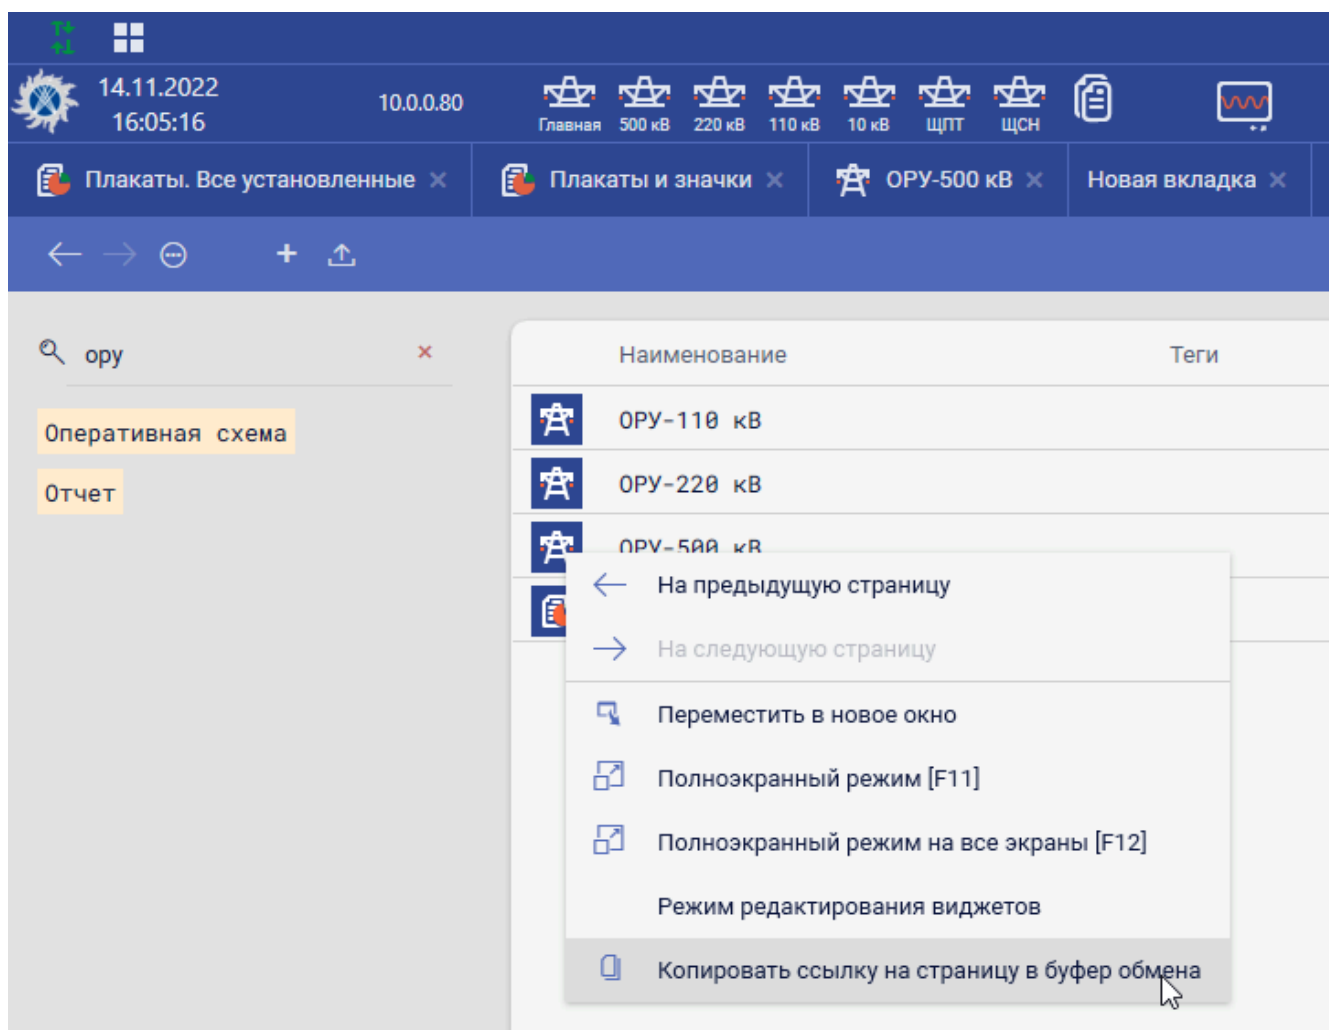 14.11.2022
16:05:16
10.0.0.80
Главная 500 кВ 220 кВ 110 кВ 10 кВ ЩПТ ЩСН
Плакаты. Все установленные Плакаты и значки ОРУ-500 кВ Новая вкладка
ору
Наименование Теги
Оперативная схема
Отчет
ОРУ-110 кВ
ОРУ-220 кВ
ОРУ-500 кВ
На предыдущую страницу
На следующую страницу
Переместить в новое окно
Полноэкранный режим [F11]
Полноэкранный режим на все экраны [F12]
Режим редактирования виджетов
Копировать ссылку на страницу в буфер обмена